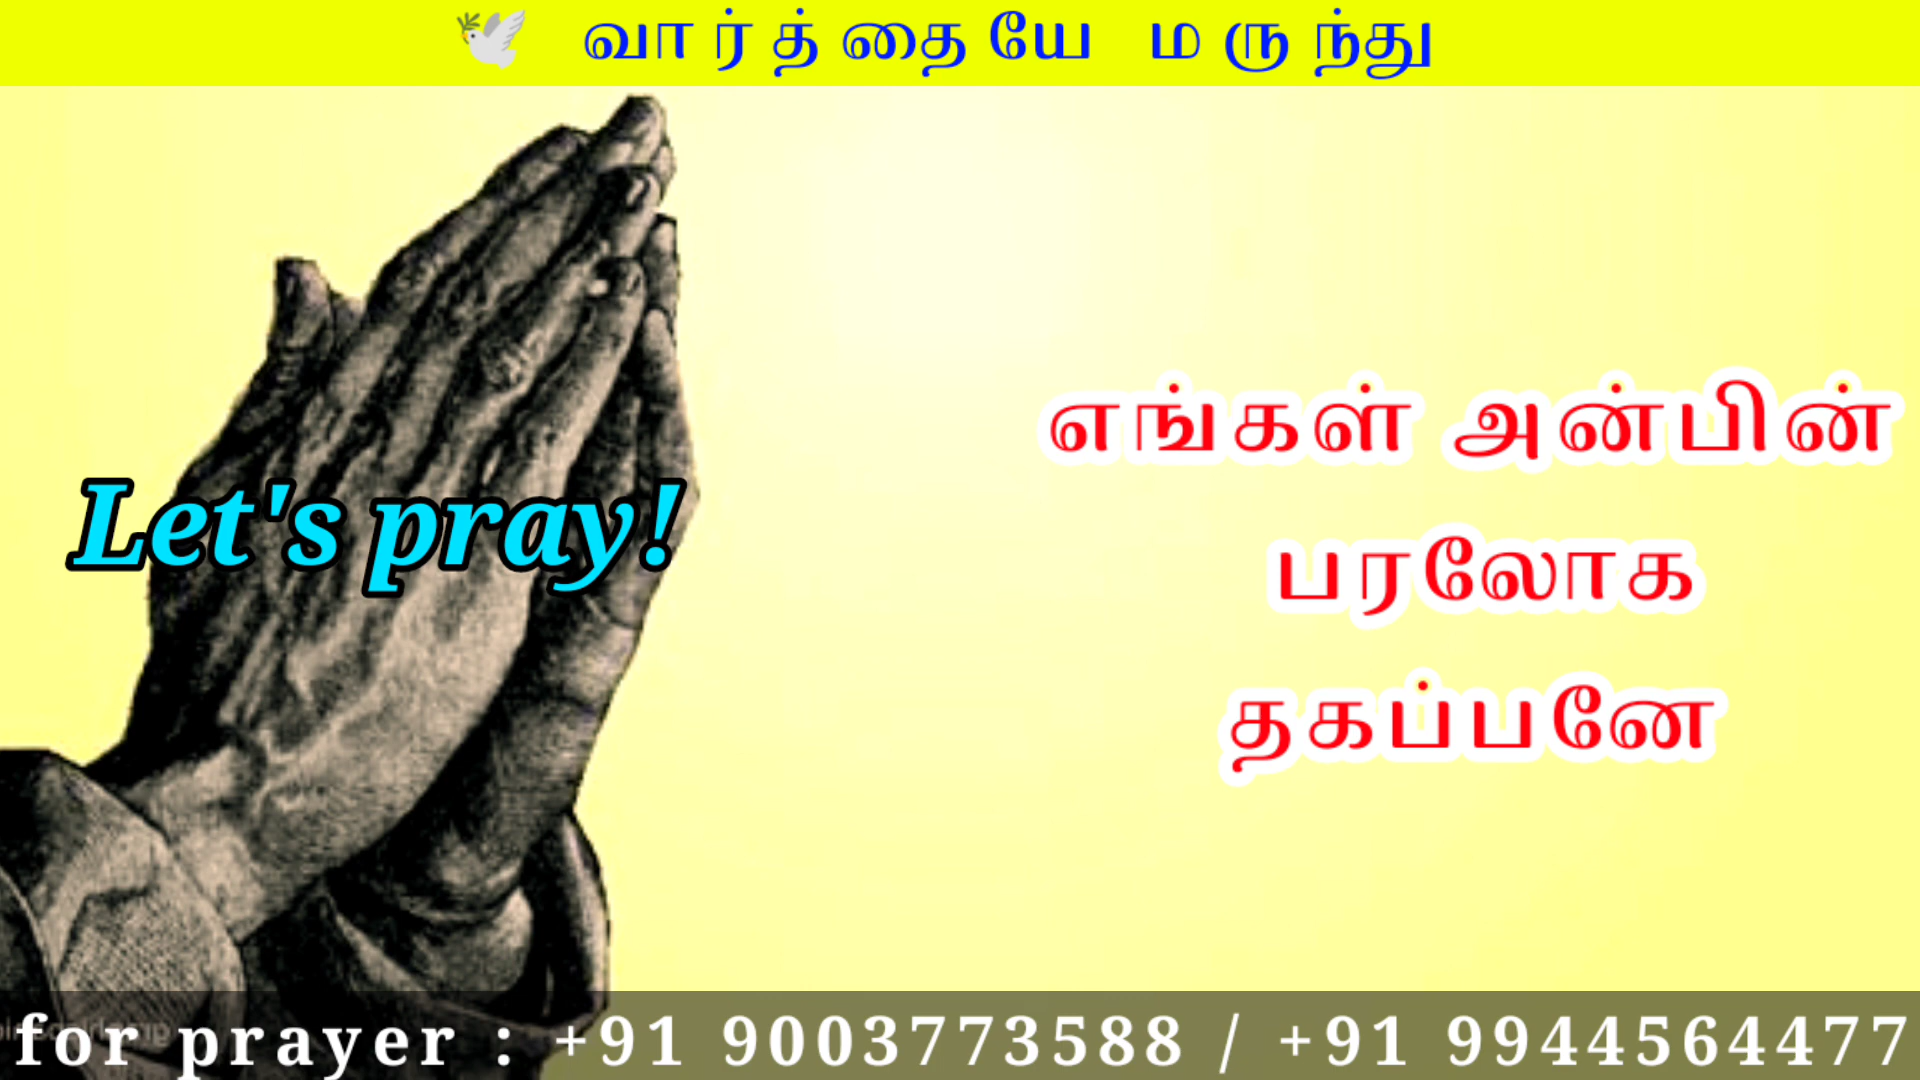 🕊 வார்த்தையே மருந்து
எங்கள் அன்பின்
பரலோக
தகப்பனே
Let's pray!
for prayer : +91 9003773588 / +91 9944564477